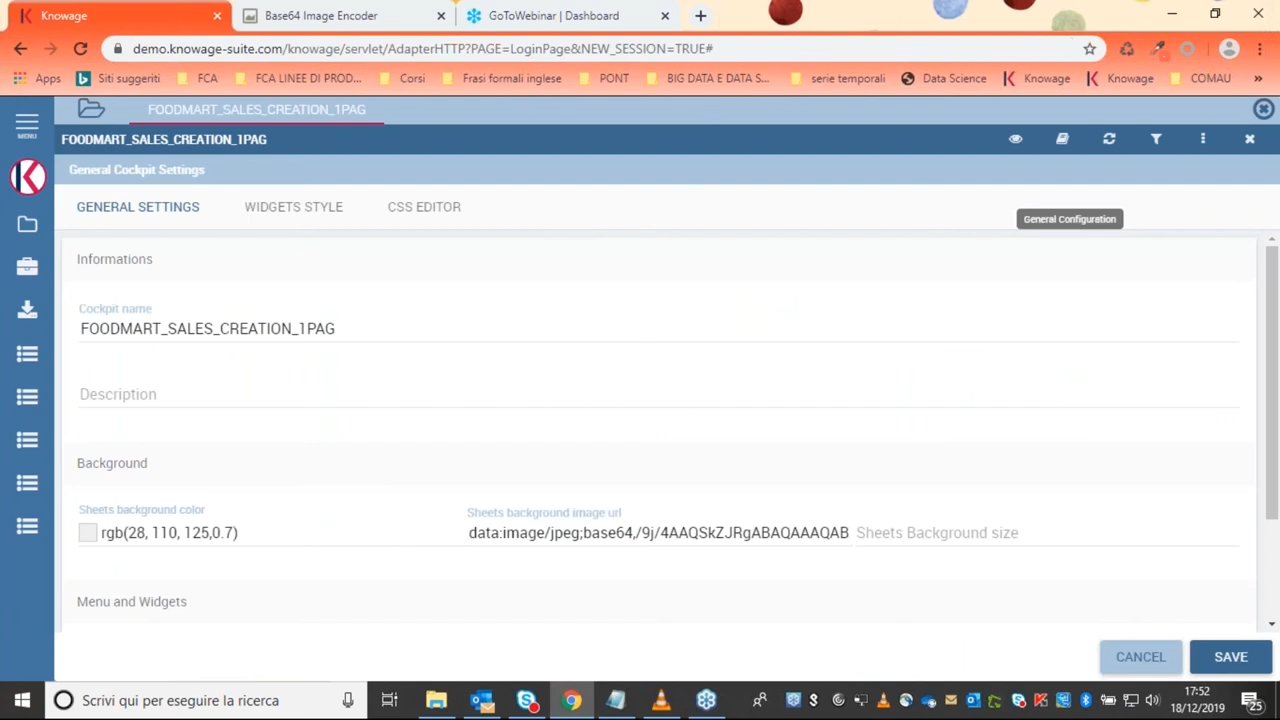 Knowage
Base64 Image Encoder
GoToWebinar | Dashboard
demo.knowage-suite.com/knowage/servlet/AdapterHTTP?PAGE=LoginPage&NEW_SESSION=TRUE#
Apps Siti suggeriti FCA FCA LINEE DI PROD... Corsi Frasi formali inglese PONT BIG DATA E DATA S... serie temporali Data Science Knowage Knowage COMAU »
MENU
FOODMART_SALES_CREATION_1PAG
FOODMART_SALES_CREATION_1PAG
General Cockpit Settings
GENERAL SETTINGS WIDGETS STYLE CSS EDITOR
General Configuration
Informations
Cockpit name
FOODMART_SALES_CREATION_1PAG
Description
Background
Sheets background color Sheets background image url
rgb(28, 110, 125,0.7) data:image/jpeg;base64,/9j/4AAQSkZJRgABAQAAAQAB Sheets Background size
Menu and Widgets
CANCEL SAVE
Scrivi qui per eseguire la ricerca
17:52
18/12/2019
25